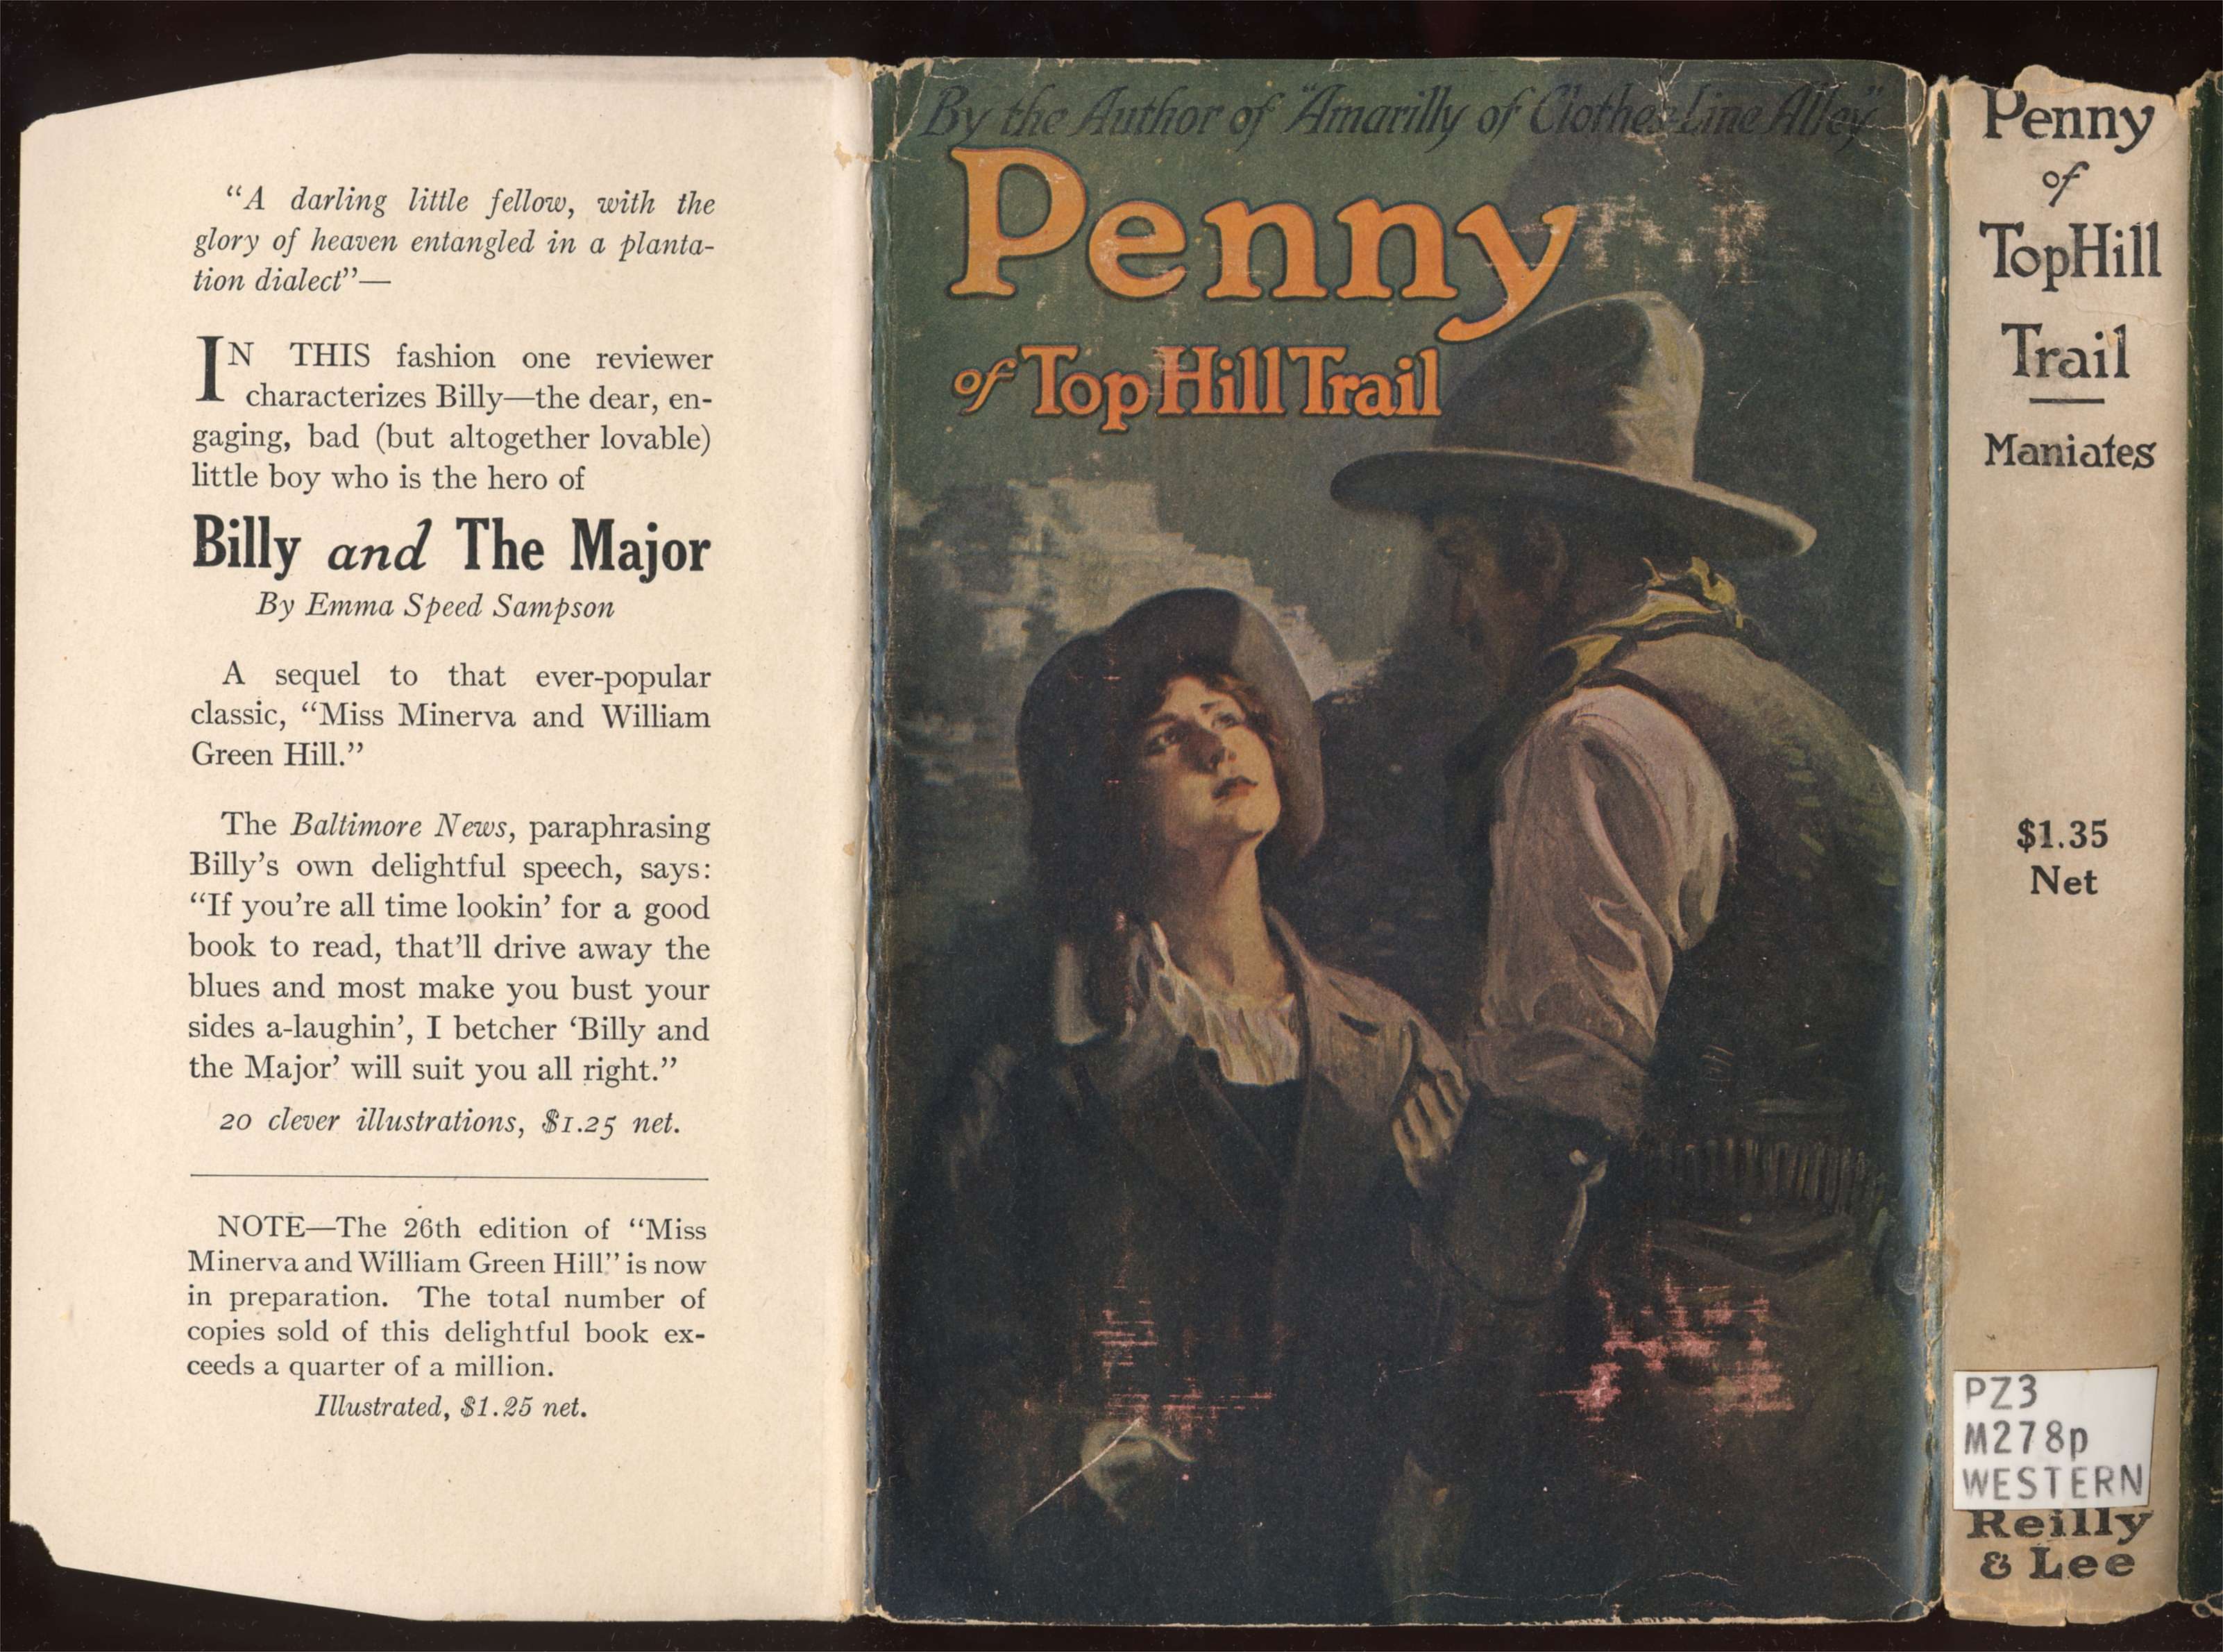 “A darling little fellow, with the
glory of heaven entangled in a planta-
tion dialect”—
IN THIS fashion one reviewer
characterizes Billy—the dear, en-
gaging, bad (but altogether lovable)
little boy who is the hero of
Billy and The Major
By Emma Speed Sampson
A sequel to that ever-popular
classic, “Miss Minerva and William
Green Hill.”
The Baltimore News, paraphrasing
Billy’s own delightful speech, says:
“If you’re all time lookin’ for a good
book to read, that’ll drive away the
blues and most make you bust your
sides a-laughin’, I betcher ‘Billy and
the Major’ will suit you all right.”
20 clever illustrations, $1.25 net.
NOTE—The 26th edition of “Miss
Minerva and William Green Hill” is now
in preparation. The total number of
copies sold of this delightful book ex-
ceeds a quarter of a million.
Illustrated, $1.25 net.
By the Author of “Amarilly of Clothes-Line Alley”
Penny
of Top Hill Trail
Penny
of
TopHill
Trail
Maniates
$1.35
Net
PZ3
M278p
WESTERN
Reilly
& Lee